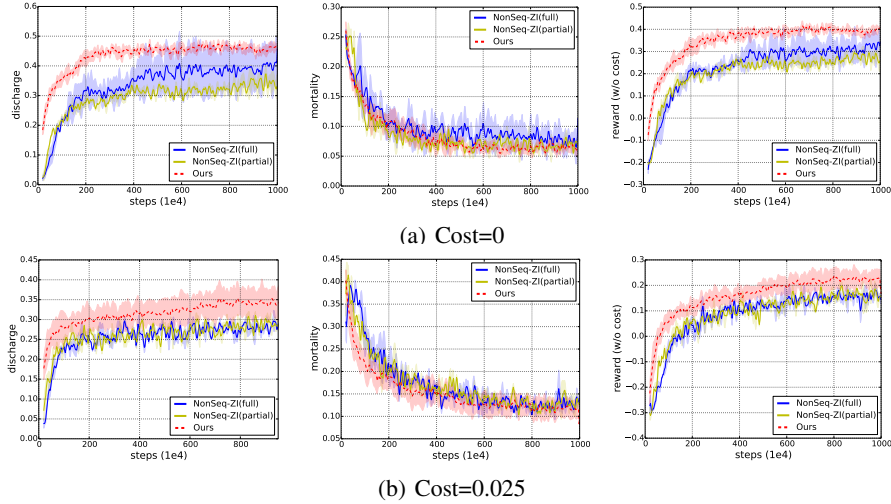 0.6
0.5
0.4
0.3
0.2
0.1
0.0
discharge
NonSeq-ZI(full)
NonSeq-ZI(partial)
Ours
0 200 400 600 800 1000
steps (1e4)
0.30
0.25
0.20
0.15
0.10
0.05
0.00
mortality
NonSeq-ZI(full)
NonSeq-ZI(partial)
Ours
0 200 400 600 800 1000
steps (1e4)
0.5
0.4
0.3
0.2
0.1
0.0
−0.1
−0.2
−0.3
reward (w/o cost)
NonSeq-ZI(full)
NonSeq-ZI(partial)
Ours
0 200 400 600 800 1000
steps (1e4)
(a) Cost=0
0.45
0.40
0.35
0.30
0.25
0.20
0.15
0.10
0.05
0.00
discharge
NonSeq-ZI(full)
NonSeq-ZI(partial)
Ours
0 200 400 600 800
steps (1e4)
0.45
0.40
0.35
0.30
0.25
0.20
0.15
0.10
0.05
mortality
NonSeq-ZI(full)
NonSeq-ZI(partial)
Ours
0 200 400 600 800 1000
steps (1e4)
0.3
0.2
0.1
0.0
−0.1
−0.2
−0.3
−0.4
reward (w/o cost)
NonSeq-ZI(full)
NonSeq-ZI(partial)
Ours
0 200 400 600 800 1000
steps (1e4)
(b) Cost=0.025